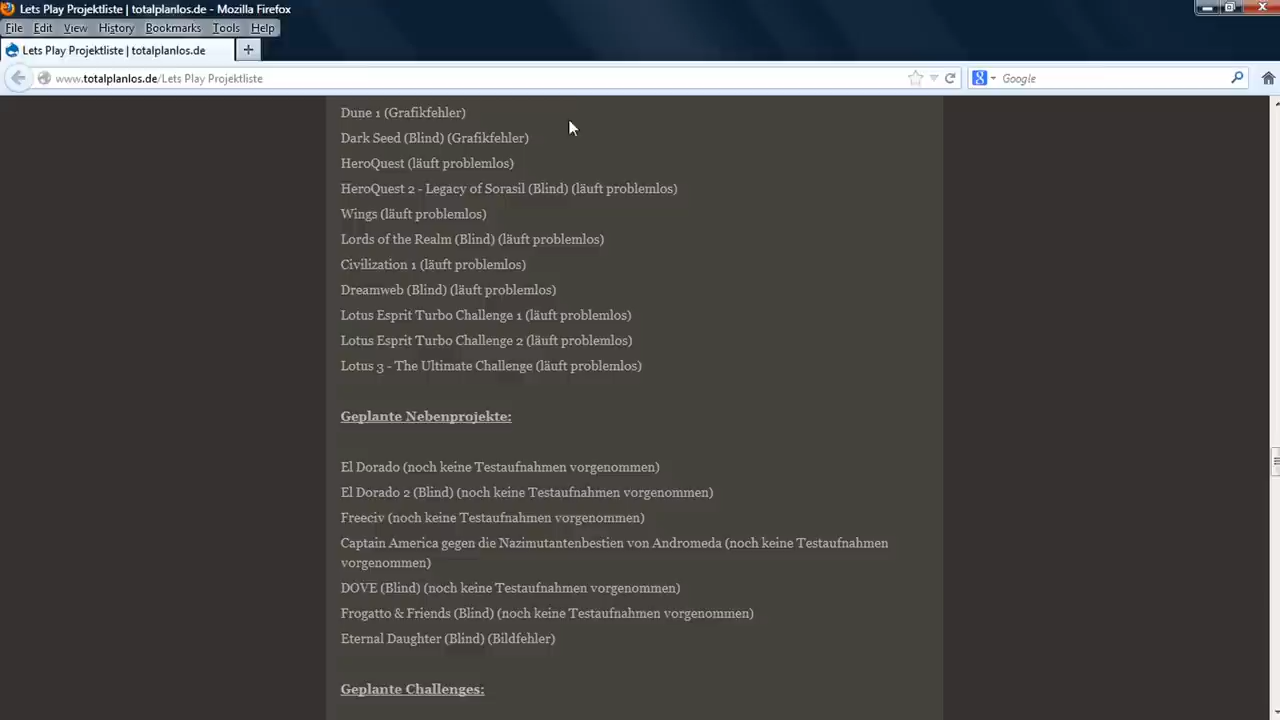 Lets Play Projektliste | totalplanlos.de - Mozilla Firefox
File Edit View History Bookmarks Tools Help
Lets Play Projektliste | totalplanlos.de
www.totalplanlos.de/Lets Play Projektliste
Google
Dune 1 (Grafikfehler)
Dark Seed (Blind) (Grafikfehler)
HeroQuest (läuft problemlos)
HeroQuest 2 - Legacy of Sorasil (Blind) (läuft problemlos)
Wings (läuft problemlos)
Lords of the Realm (Blind) (läuft problemlos)
Civilization 1 (läuft problemlos)
Dreamweb (Blind) (läuft problemlos)
Lotus Esprit Turbo Challenge 1 (läuft problemlos)
Lotus Esprit Turbo Challenge 2 (läuft problemlos)
Lotus 3 - The Ultimate Challenge (läuft problemlos)
Geplante Nebenprojekte:
El Dorado (noch keine Testaufnahmen vorgenommen)
El Dorado 2 (Blind) (noch keine Testaufnahmen vorgenommen)
Freeciv (noch keine Testaufnahmen vorgenommen)
Captain America gegen die Nazimutantenbestien von Andromeda (noch keine Testaufnahmen
vorgenommen)
DOVE (Blind) (noch keine Testaufnahmen vorgenommen)
Frogatto & Friends (Blind) (noch keine Testaufnahmen vorgenommen)
Eternal Daughter (Blind) (Bildfehler)
Geplante Challenges: